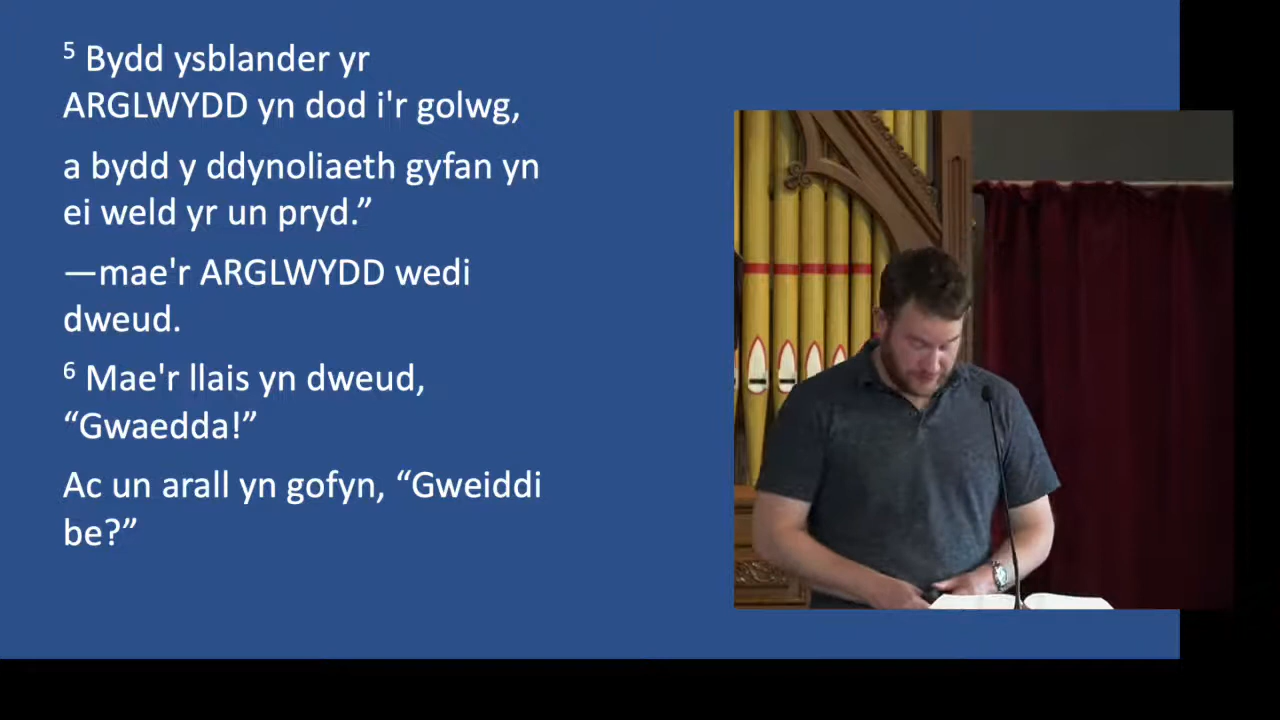 ⁵ Bydd ysblander yr
ARGLWYDD yn dod i'r golwg,
a bydd y ddynoliaeth gyfan yn
ei weld yr un pryd.”
—mae'r ARGLWYDD wedi
dweud.
⁶ Mae'r llais yn dweud,
“Gwaedda!”
Ac un arall yn gofyn, “Gweiddi
be?”